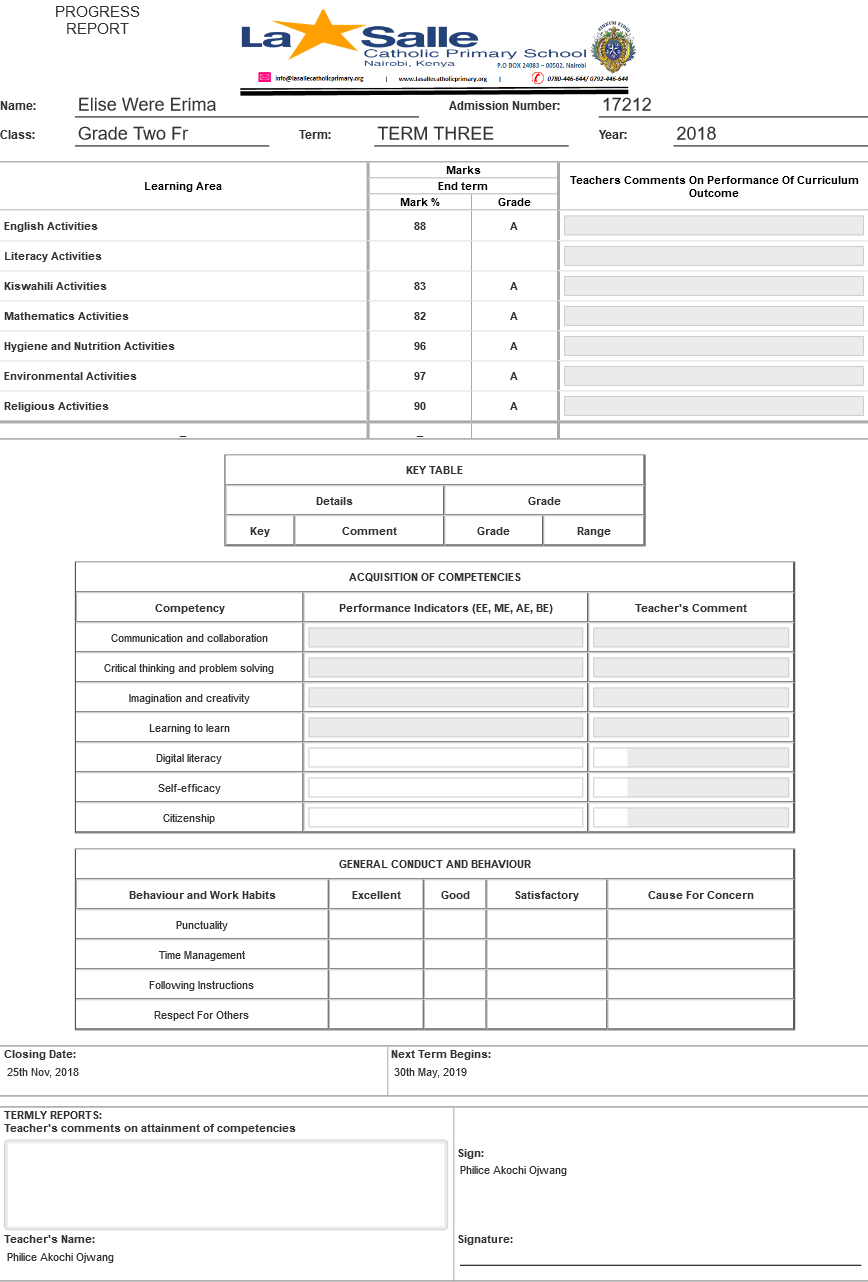 PROGRESS
REPORT
La Salle
Catholic Primary School
Nairobi, Kenya
P.O BOX 24083 – 00502, Nairobi
info@lasallecatholicprimary.org | www.lasallecatholicprimary.org | 0780-446-644/ 0792-446-644
Name: Elise Were Erima Admission Number: 17212
Class: Grade Two Fr Term: TERM THREE Year: 2018
Learning Area Marks Teachers Comments On Performance Of Curriculum Outcome
End term
Mark % Grade
English Activities 88 A
Literacy Activities
Kiswahili Activities 83 A
Mathematics Activities 82 A
Hygiene and Nutrition Activities 96 A
Environmental Activities 97 A
Religious Activities 90 A
_ _
KEY TABLE
Details Grade
Key Comment Grade Range
ACQUISITION OF COMPETENCIES
Competency Performance Indicators (EE, ME, AE, BE) Teacher's Comment
Communication and collaboration
Critical thinking and problem solving
Imagination and creativity
Learning to learn
Digital literacy
Self-efficacy
Citizenship
GENERAL CONDUCT AND BEHAVIOUR
Behaviour and Work Habits Excellent Good Satisfactory Cause For Concern
Punctuality
Time Management
Following Instructions
Respect For Others
Closing Date: Next Term Begins:
25th Nov, 2018 30th May, 2019
TERMLY REPORTS:
Teacher's comments on attainment of competencies
Sign:
Philice Akochi Ojwang
Teacher's Name: Signature:
Philice Akochi Ojwang